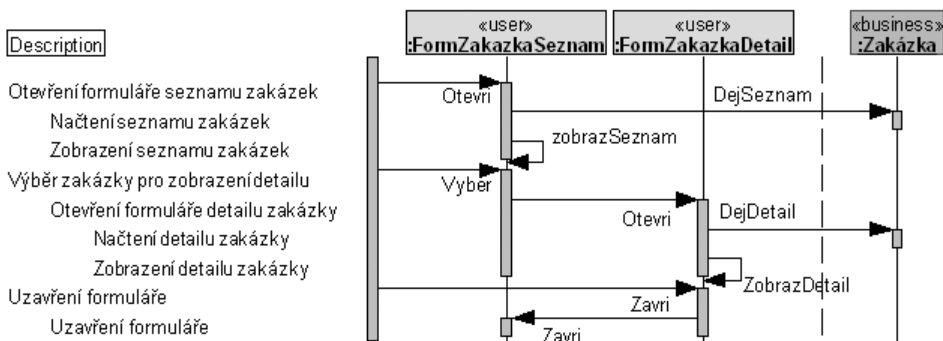 «user»
:FormZakazkaSeznam
«user»
:FormZakazkaDetail
«business»
:Zakázka
Description
Otevření formuláře seznamu zakázek
Otevri
DejSeznam
Načtení seznamu zakázek
zobrazSeznam
Zobrazení seznamu zakázek
Výběr zakázky pro zobrazení detailu
Vyber
Otevření formuláře detailu zakázky
Otevri
DejDetail
Načtení detailu zakázky
Zobrazení detailu zakázky
ZobrazDetail
Uzavření formuláře
Zavri
Uzavření formuláře
Zavri